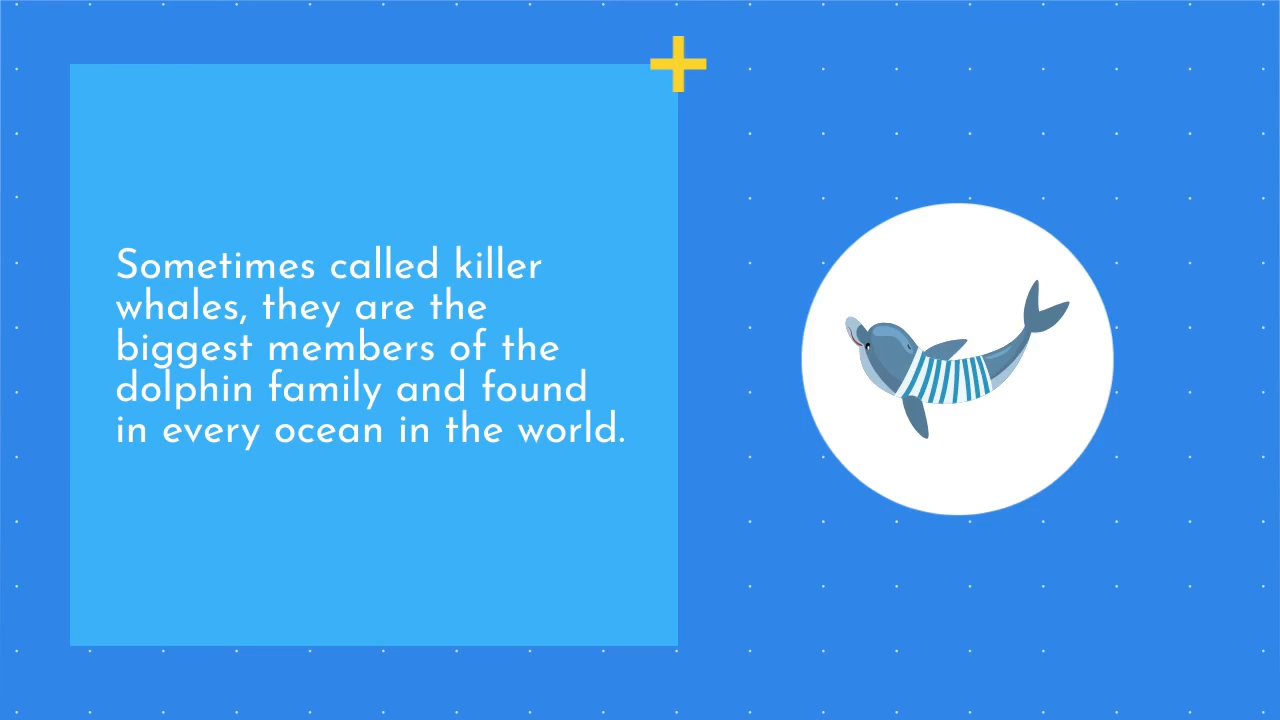 Sometimes called killer
whales, they are the
biggest members of the
dolphin family and found
in every ocean in the world.